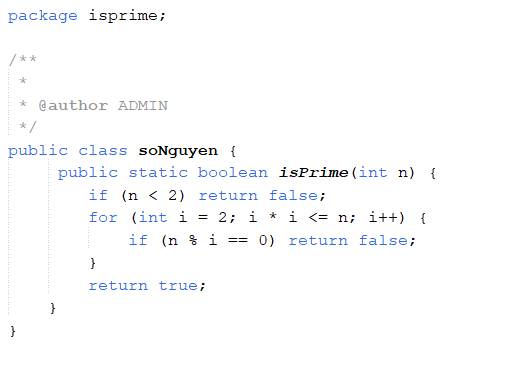 package isprime;
/**
 *
 * @author ADMIN
 */
public class soNguyen {
     public static boolean isPrime(int n) {
        if (n < 2) return false;
        for (int i = 2; i * i <= n; i++) {
            if (n % i == 0) return false;
        }
        return true;
    }
}